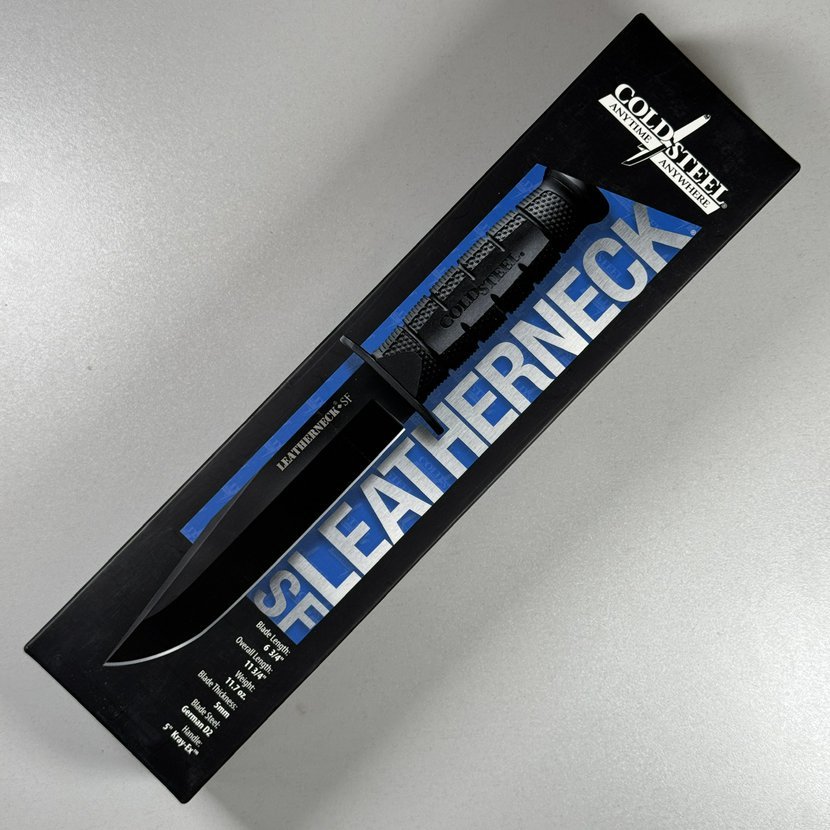 COLD STEEL®
ANYTIME ANYWHERE
LEATHERNECK®
SF
COLD STEEL®
LEATHERNECK®•SF
Blade Length:
6 3/4"
Overall Length:
11 3/4"
Weight:
11.7 oz.
Blade Thickness:
5mm
Blade Steel:
German D2
Handle:
5" Kray-Ex™